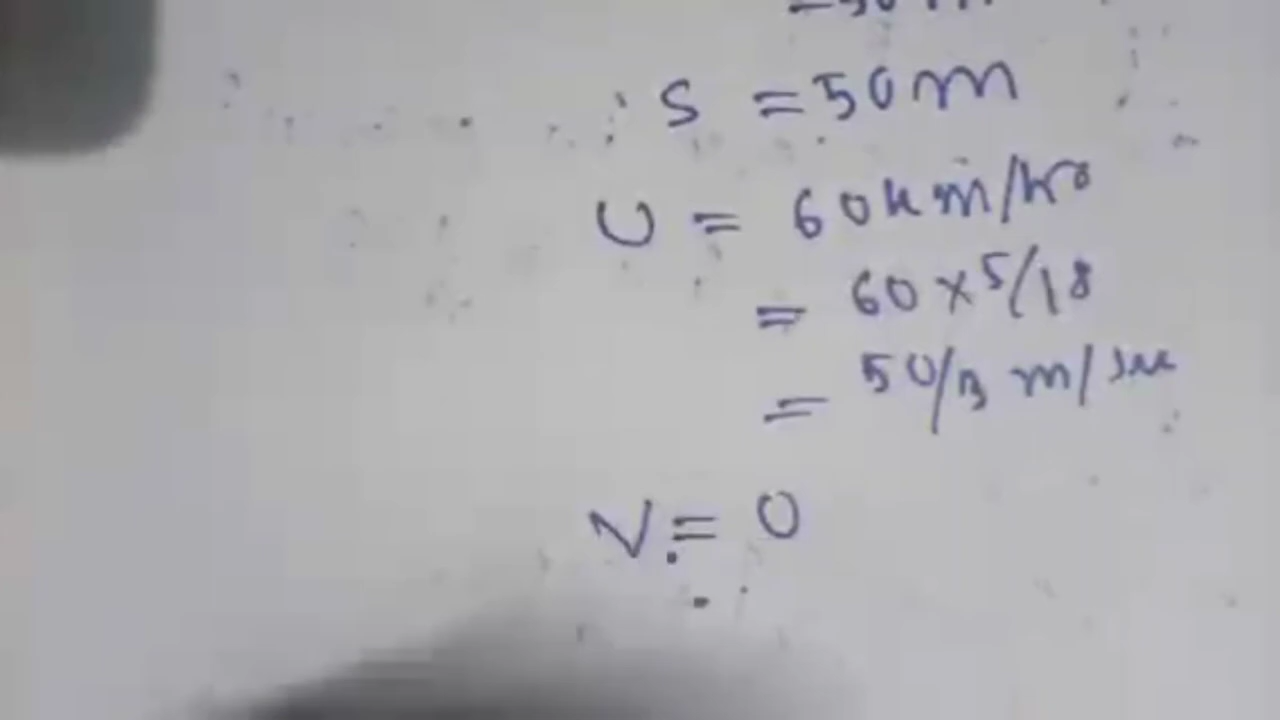 S = 50m
U = 60km/hr
= 60 x 5/18
= 50/3 m/sec
V = 0